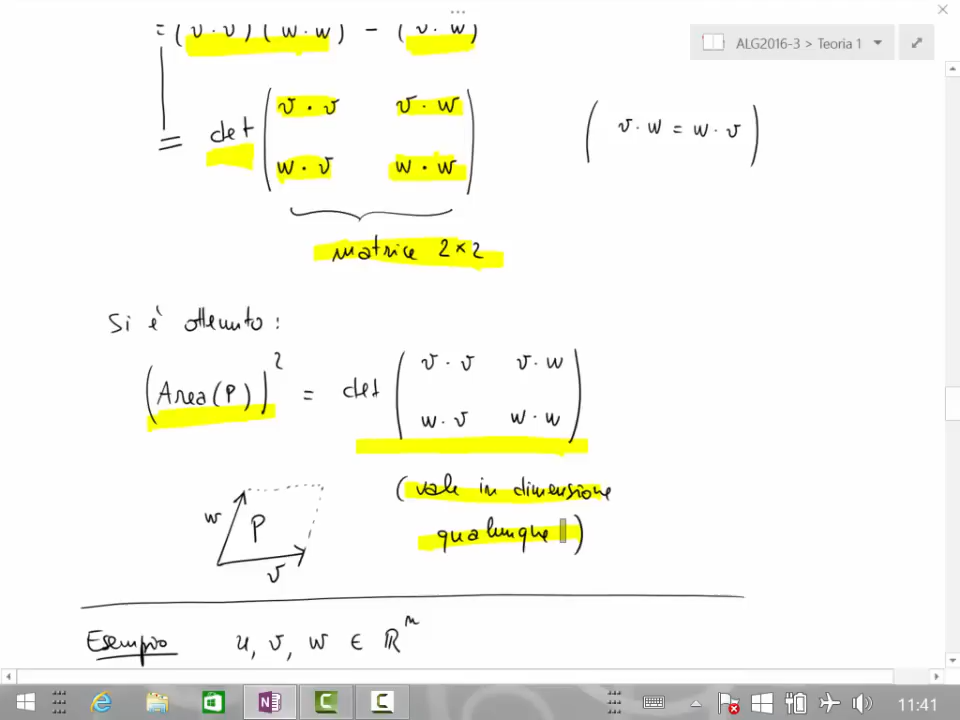 ...
ALG2016-3 > Teoria 1
= (v · v)(w · w) - (v · w)
= det ( v · v v · w
w · v w · w )
( v · w = w · v )
matrice 2×2
Si è ottenuto:
(Area(P))² = det ( v · v v · w
w · v w · w )
(vale in dimensione
qualunque )
w P
v
Esempio u, v, w ∈ ℝⁿ
11:41